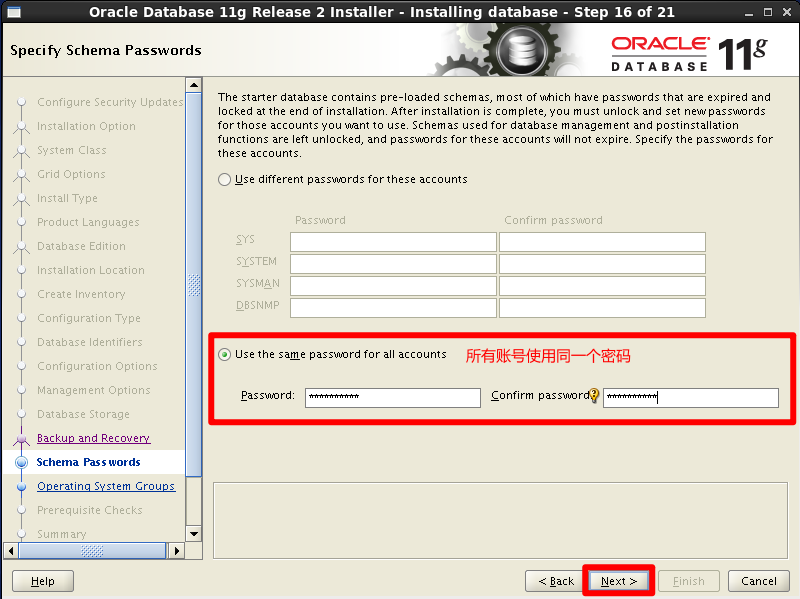 Oracle Database 11g Release 2 Installer - Installing database - Step 16 of 21
Specify Schema Passwords
ORACLE
DATABASE
11g
Configure Security Updates
Installation Option
System Class
Grid Options
Install Type
Product Languages
Database Edition
Installation Location
Create Inventory
Configuration Type
Database Identifiers
Configuration Options
Management Options
Database Storage
Backup and Recovery
Schema Passwords
Operating System Groups
Prerequisite Checks
Summary
The starter database contains pre-loaded schemas, most of which have passwords that are expired and
locked at the end of installation. After installation is complete, you must unlock and set new passwords
for those accounts you want to use. Schemas used for database management and postinstallation
functions are left unlocked, and passwords for these accounts will not expire. Specify the passwords for
these accounts.
Use different passwords for these accounts
Password Confirm password
SYS
SYSTEM
SYSMAN
DBSNMP
Use the same password for all accounts 所有账号使用同一个密码
Password: ********** Confirm password: **********
Help < Back Next > Finish Cancel